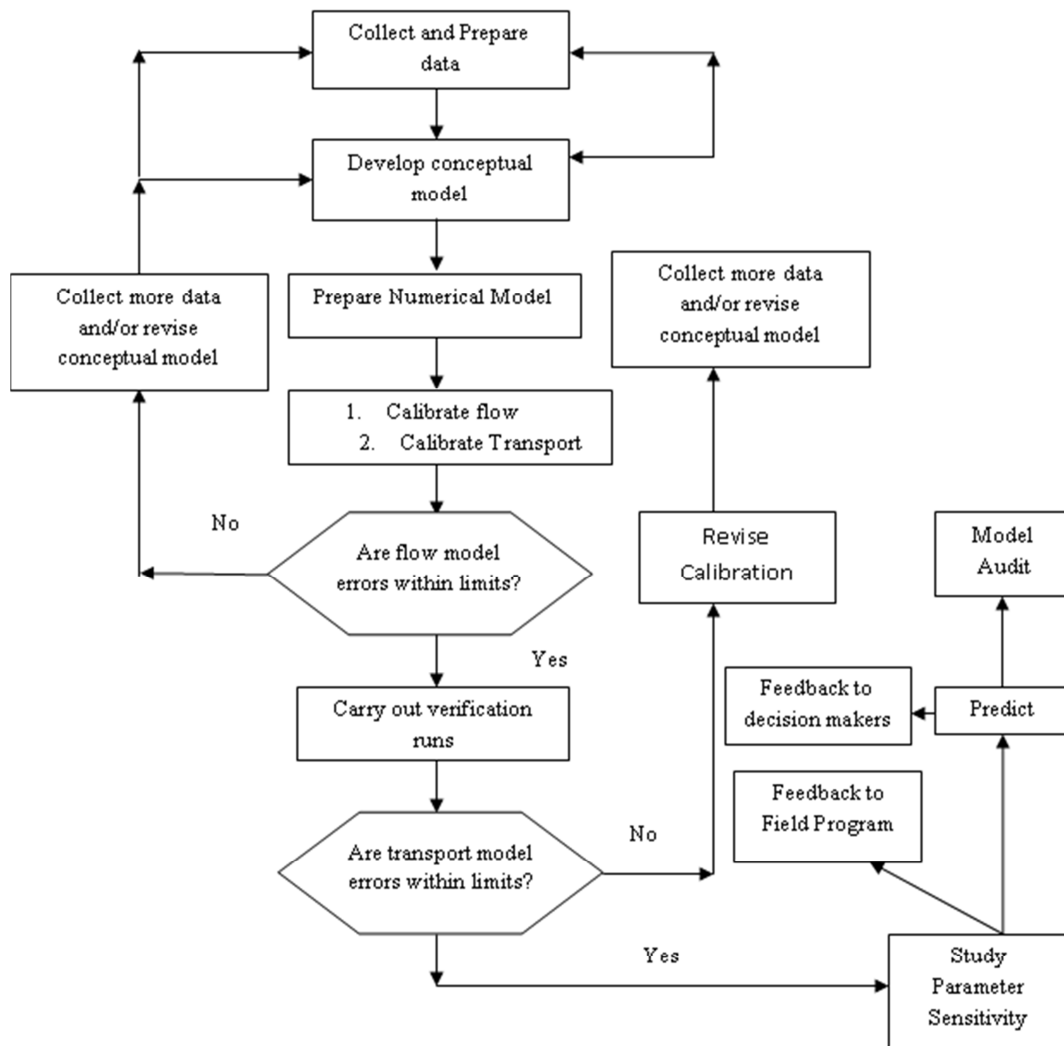 Collect and Prepare
data
Develop conceptual
model
Collect more data
and/or revise
conceptual model
Prepare Numerical Model
Collect more data
and/or revise
conceptual model
1. Calibrate flow
2. Calibrate Transport
No
Are flow model
errors within limits?
Revise
Calibration
Model
Audit
Yes
Carry out verification
runs
Feedback to
decision makers
Predict
Feedback to
Field Program
No
Are transport model
errors within limits?
Yes
Study
Parameter
Sensitivity